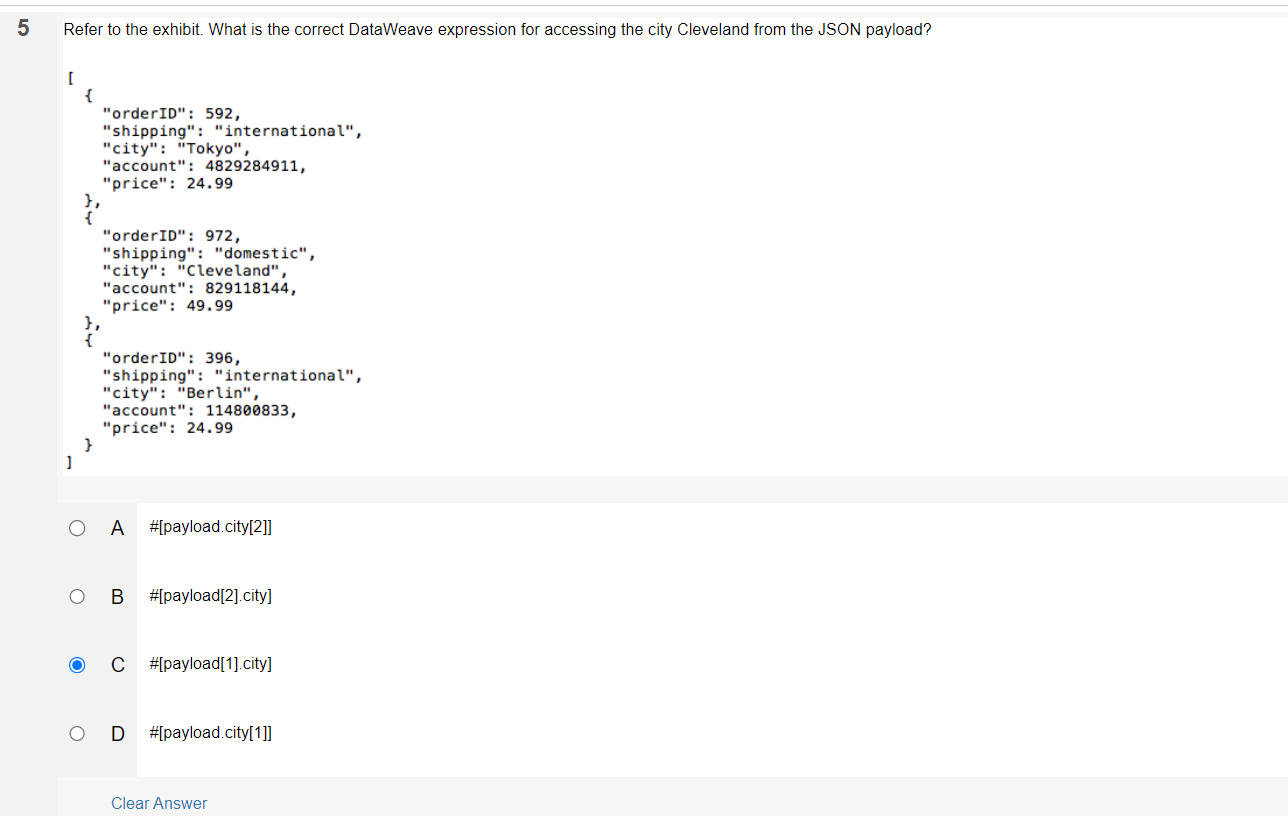 5
Refer to the exhibit. What is the correct DataWeave expression for accessing the city Cleveland from the JSON payload?
[
{
"orderID": 592,
"shipping": "international",
"city": "Tokyo",
"account": 4829284911,
"price": 24.99
},
{
"orderID": 972,
"shipping": "domestic",
"city": "Cleveland",
"account": 829118144,
"price": 49.99
},
{
"orderID": 396,
"shipping": "international",
"city": "Berlin",
"account": 114800833,
"price": 24.99
}
]
A #[payload.city[2]]
B #[payload[2].city]
C #[payload[1].city]
D #[payload.city[1]]
Clear Answer